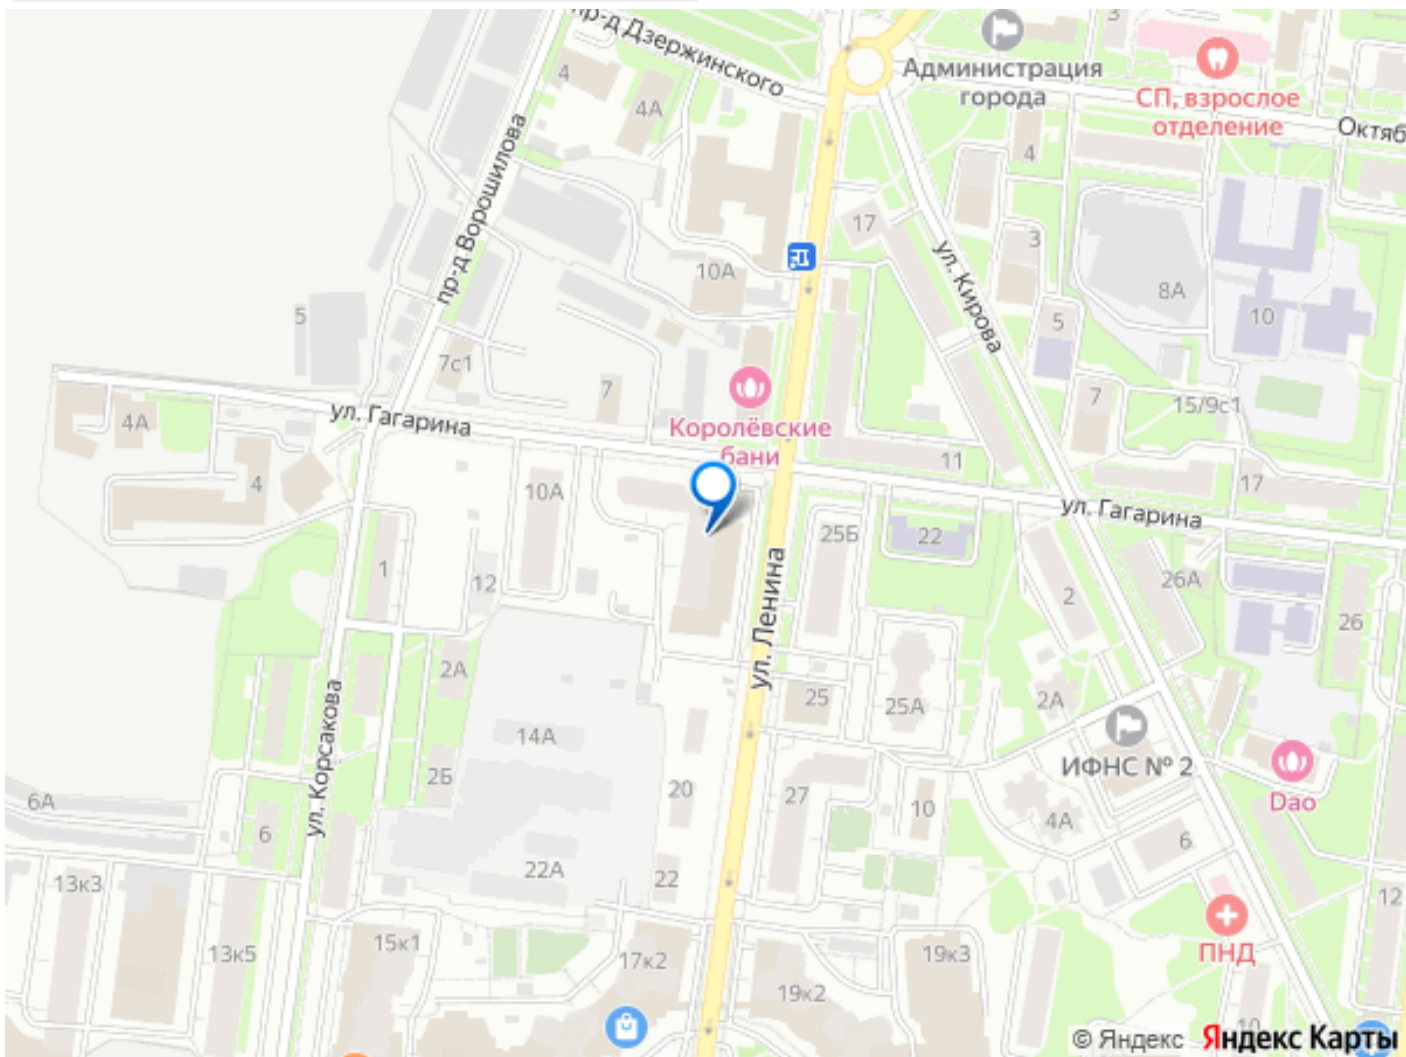 пр-д Дзержинского
3
4
4А
Администрация
города
СП, взрослое
отделение
Октяб
4
пр-д Ворошилова
17
3
ул. Кирова
10А
8А
10
5
5
7с1
7
7
15/9с1
4А
ул. Гагарина
Королёвские
бани
11
17
4
10А
ул. Гагарина
25Б
22
1
12
2
26А
26
ул. Ленина
2А
25
25А
2А
ул. Корсакова
14А
2Б
20
27
10
ИФНС № 2
Dao
6А
6
4А
6
22А
22
13к3
12
13к5
15к1
17к2
19к2
19к3
ПНД
10
© Яндекс Яндекс Карты